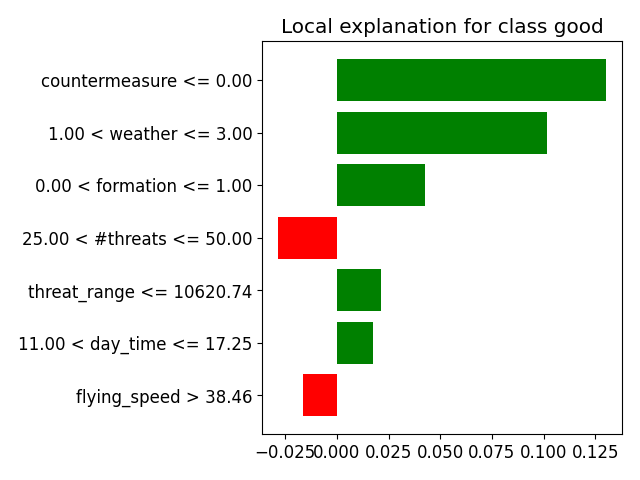 Local explanation for class good
countermeasure <= 0.00
1.00 < weather <= 3.00
0.00 < formation <= 1.00
25.00 < #threats <= 50.00
threat_range <= 10620.74
11.00 < day_time <= 17.25
flying_speed > 38.46
−0.025 0.000 0.025 0.050 0.075 0.100 0.125